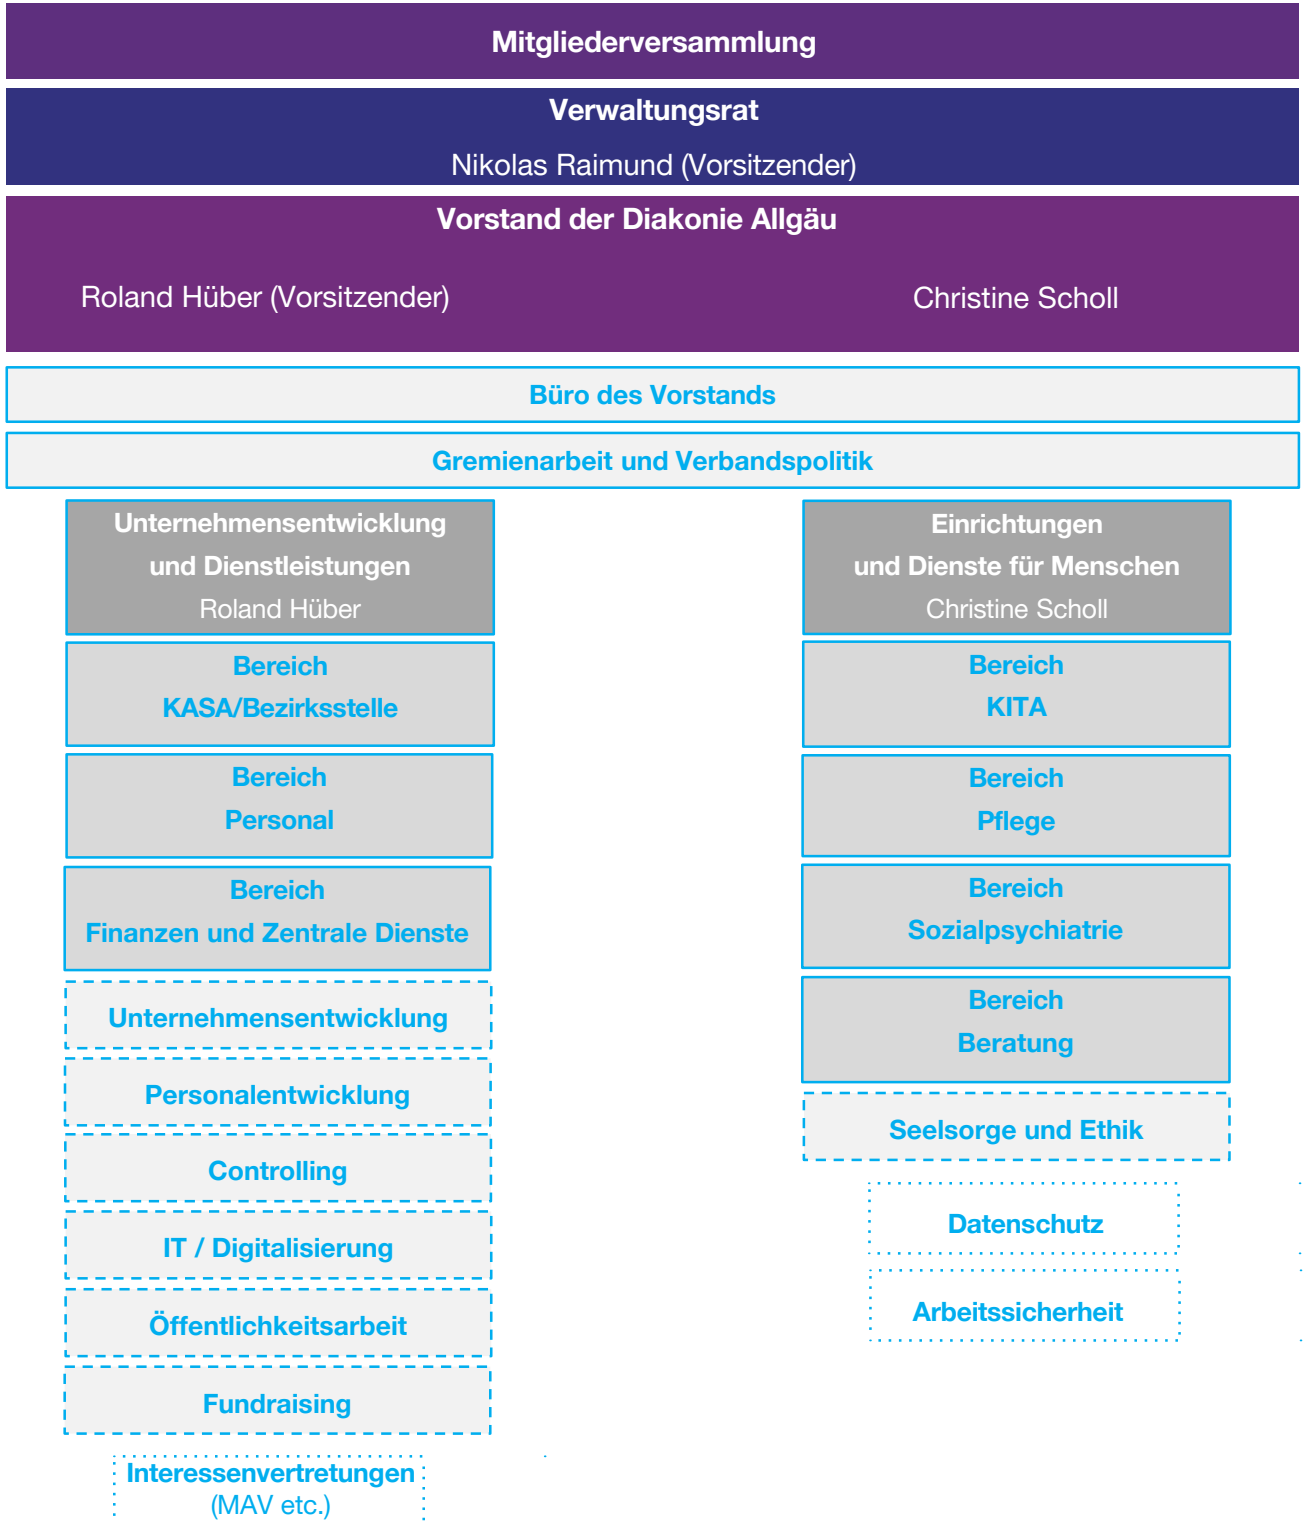 Mitgliederversammlung
Verwaltungsrat
Nikolas Raimund (Vorsitzender)
Vorstand der Diakonie Allgäu
Roland Hüber (Vorsitzender)
Christine Scholl
Büro des Vorstands
Gremienarbeit und Verbandspolitik
Unternehmensentwicklung
und Dienstleistungen
Roland Hüber
Bereich
KASA/Bezirksstelle
Bereich
Personal
Bereich
Finanzen und Zentrale Dienste
Unternehmensentwicklung
Personalentwicklung
Controlling
IT / Digitalisierung
Öffentlichkeitsarbeit
Fundraising
Interessenvertretungen
(MAV etc.)
Einrichtungen
und Dienste für Menschen
Christine Scholl
Bereich
KITA
Bereich
Pflege
Bereich
Sozialpsychiatrie
Bereich
Beratung
Seelsorge und Ethik
Datenschutz
Arbeitssicherheit